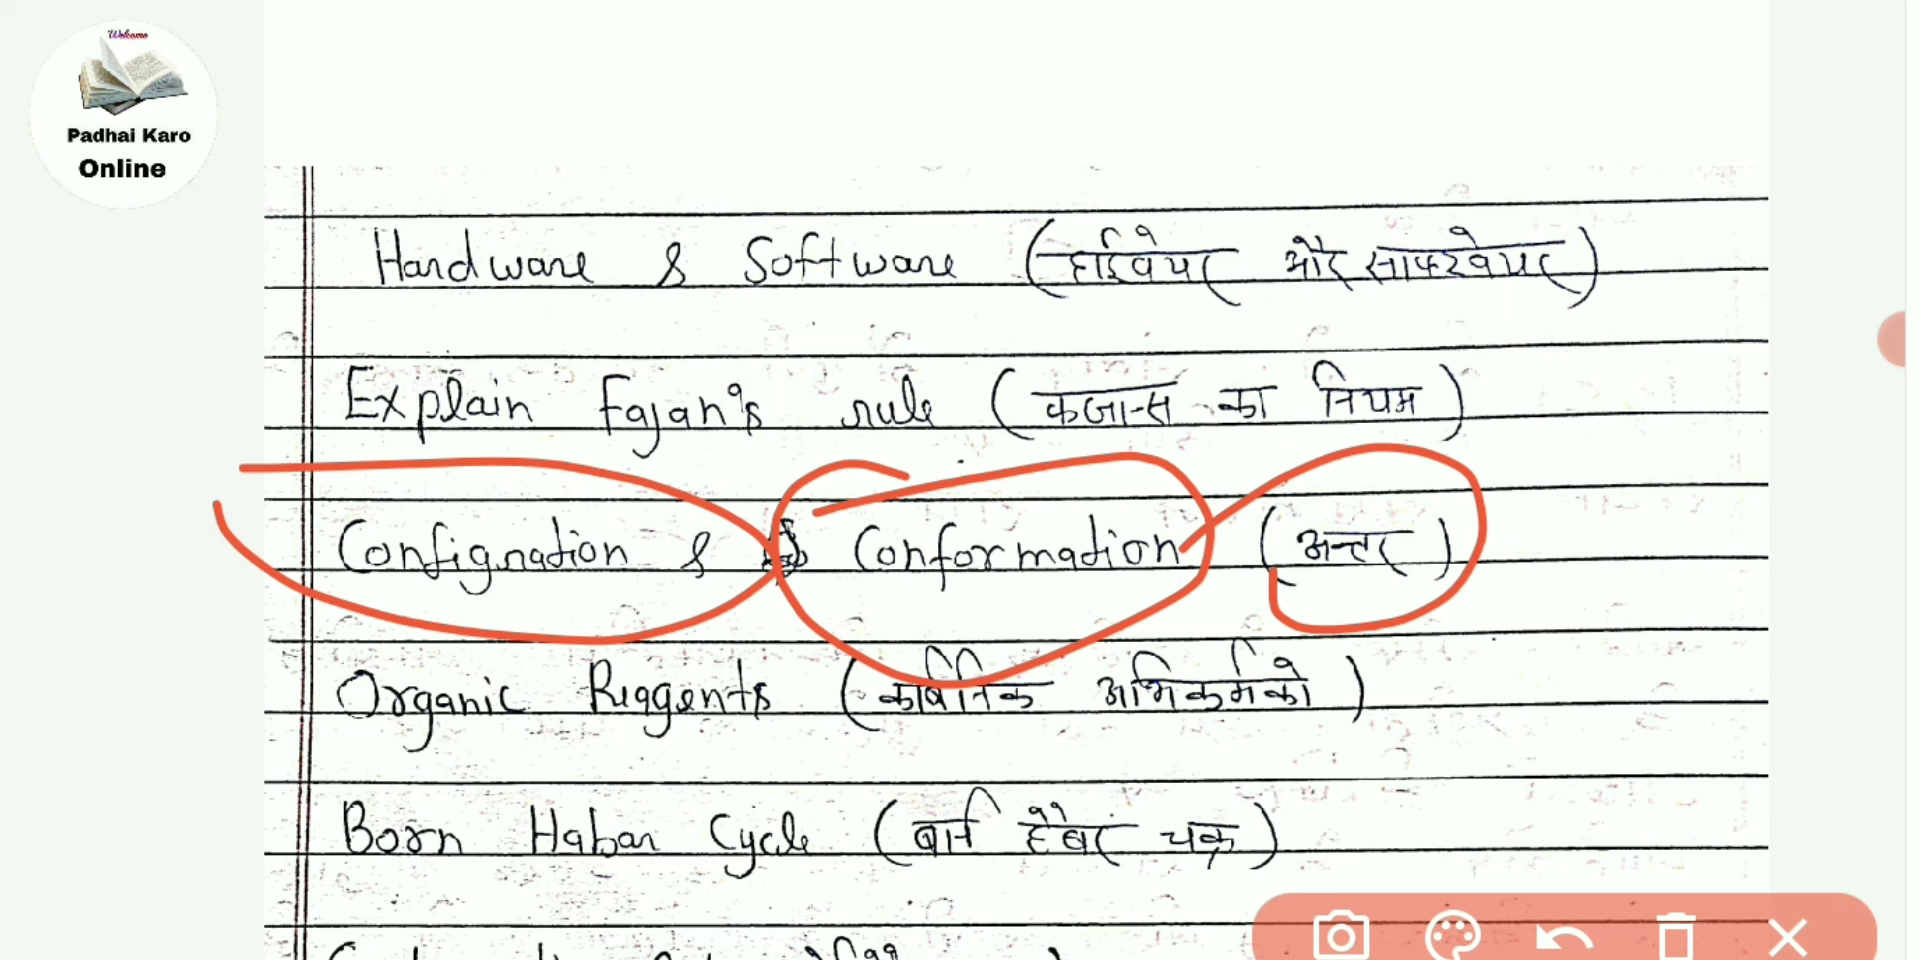 Welcome
Padhai Karo
Online
Hardware & Software (हार्डवेयर और साफ्टवेयर)
Explain Fajan's rule (फजान्स का नियम)
Configration & Conformation (अन्तर)
Organic Reagents (कार्बनिक अभिकर्मको)
Born Haber Cycle (बार्न हैबर चक्र)